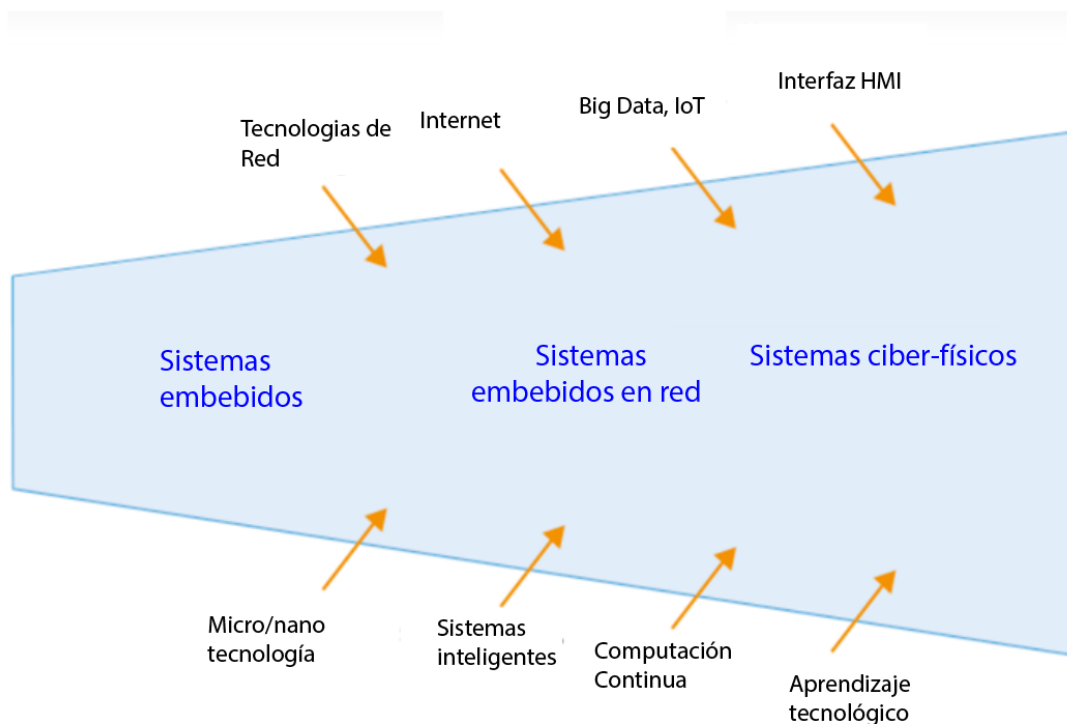 Interfaz HMI
Big Data, IoT
Internet
Tecnologias de
Red
Sistemas
embebidos
Sistemas
embebidos en red
Sistemas ciber-físicos
Micro/nano
tecnología
Sistemas
inteligentes
Computación
Continua
Aprendizaje
tecnológico